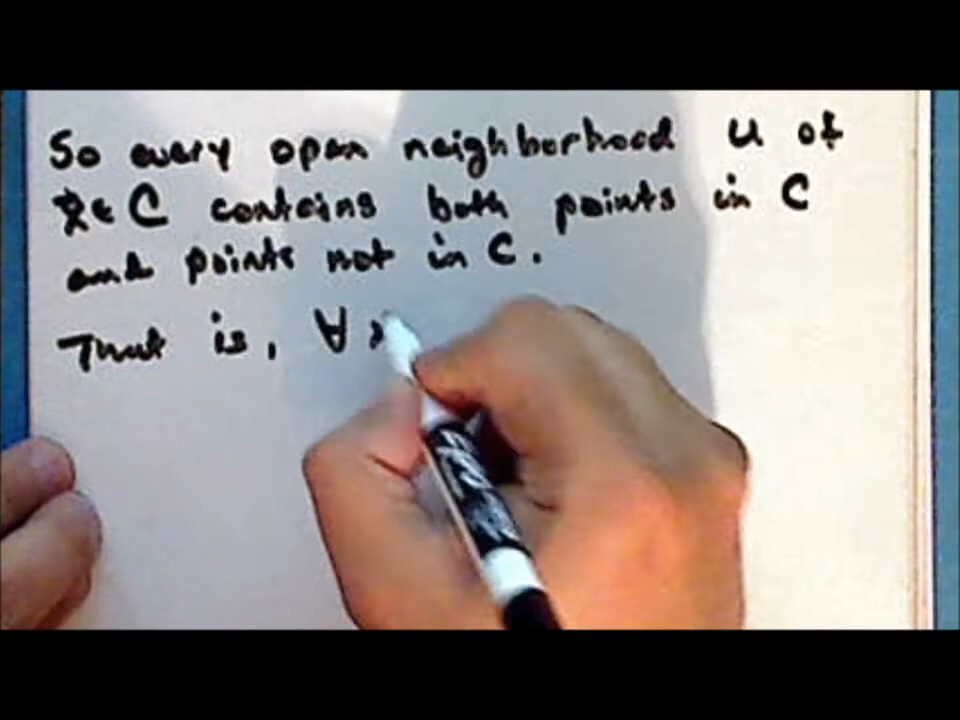 So every open neighborhood U of
x ∈ C contains both points in C
and points not in C.
That is, ∀ x